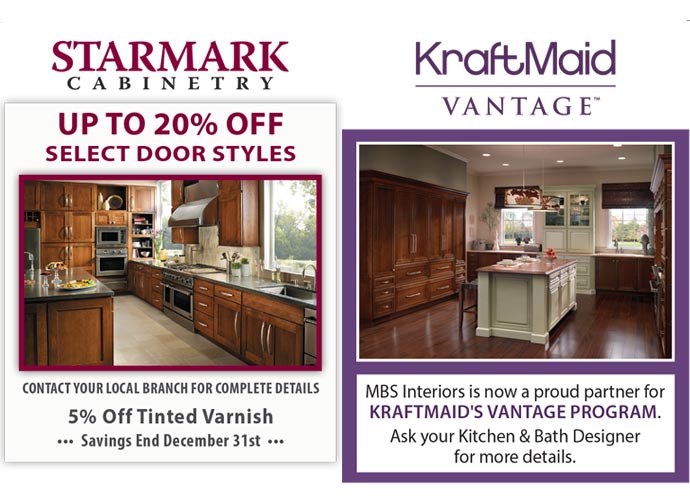 STARMARK
CABINETRY
UP TO 20% OFF
SELECT DOOR STYLES
CONTACT YOUR LOCAL BRANCH FOR COMPLETE DETAILS
5% Off Tinted Varnish
••• Savings End December 31st •••
KraftMaid
VANTAGE™
MBS Interiors is now a proud partner for
KRAFTMAID'S VANTAGE PROGRAM.
Ask your Kitchen & Bath Designer
for more details.